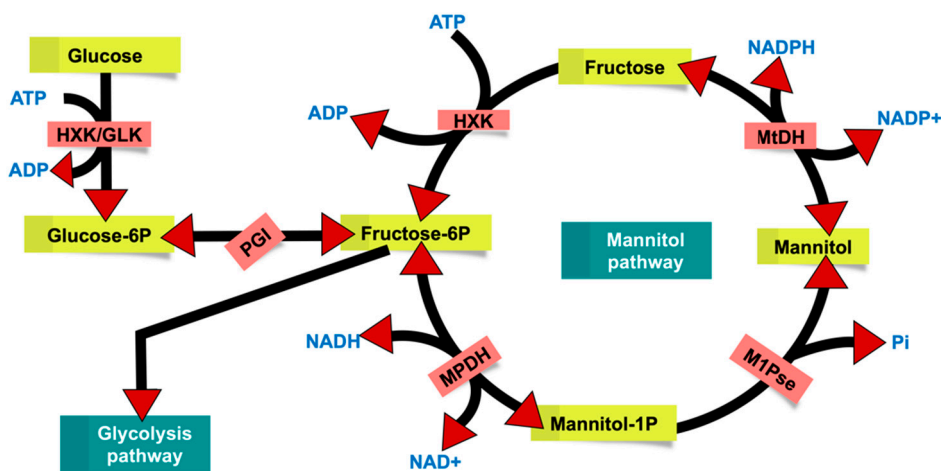 Glucose
ATP
HXK/GLK
ADP
Glucose-6P
PGI
Fructose-6P
Glycolysis
pathway
ATP
ADP
HXK
Fructose
NADPH
MtDH
NADP+
Mannitol
pathway
Mannitol
NADH
MPDH
NAD+
Mannitol-1P
M1Pse
Pi